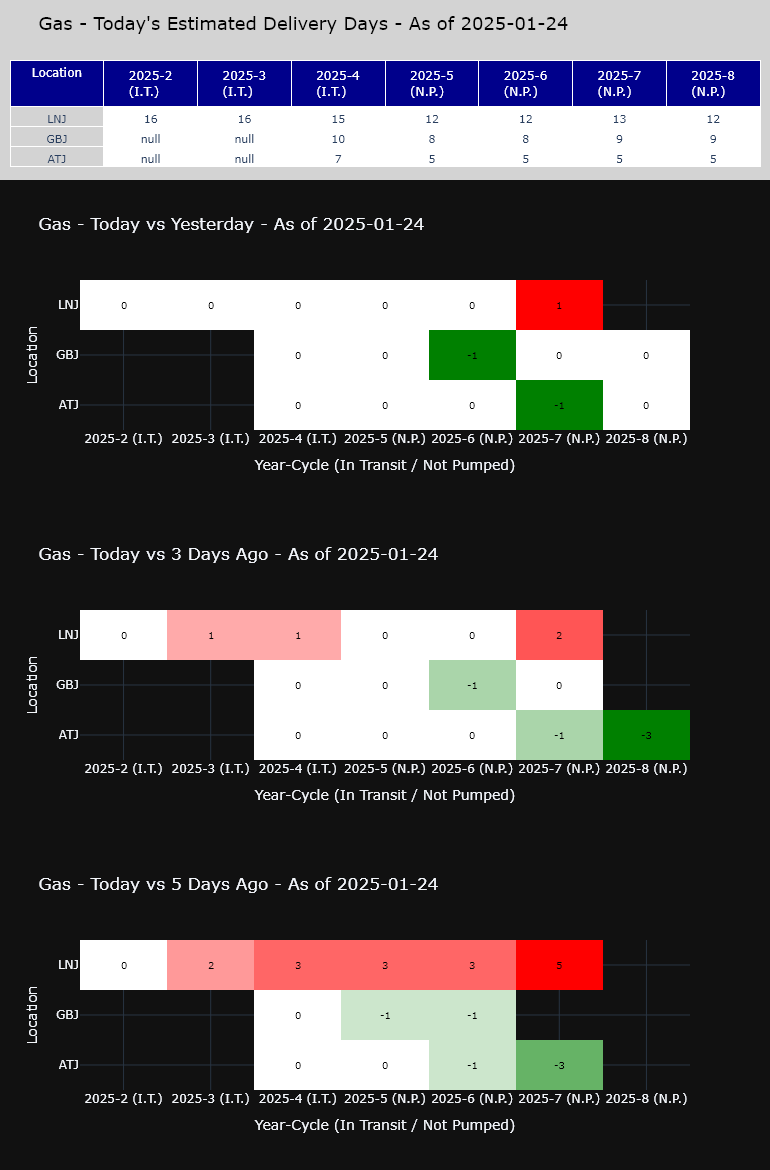 Gas - Today's Estimated Delivery Days - As of 2025-01-24
Location 2025-2 (I.T.) 2025-3 (I.T.) 2025-4 (I.T.) 2025-5 (N.P.) 2025-6 (N.P.) 2025-7 (N.P.) 2025-8 (N.P.)
LNJ 16 16 15 12 12 13 12
GBJ null null 10 8 8 9 9
ATJ null null 7 5 5 5 5
Gas - Today vs Yesterday - As of 2025-01-24
Location
LNJ 0 0 0 0 0 1
GBJ 0 0 -1 0 0
ATJ 0 0 0 -1 0
2025-2 (I.T.) 2025-3 (I.T.) 2025-4 (I.T.) 2025-5 (N.P.) 2025-6 (N.P.) 2025-7 (N.P.) 2025-8 (N.P.)
Year-Cycle (In Transit / Not Pumped)
Gas - Today vs 3 Days Ago - As of 2025-01-24
Location
LNJ 0 1 1 0 0 2
GBJ 0 0 -1 0
ATJ 0 0 0 -1 -3
2025-2 (I.T.) 2025-3 (I.T.) 2025-4 (I.T.) 2025-5 (N.P.) 2025-6 (N.P.) 2025-7 (N.P.) 2025-8 (N.P.)
Year-Cycle (In Transit / Not Pumped)
Gas - Today vs 5 Days Ago - As of 2025-01-24
Location
LNJ 0 2 3 3 3 5
GBJ 0 -1 -1
ATJ 0 0 -1 -3
2025-2 (I.T.) 2025-3 (I.T.) 2025-4 (I.T.) 2025-5 (N.P.) 2025-6 (N.P.) 2025-7 (N.P.) 2025-8 (N.P.)
Year-Cycle (In Transit / Not Pumped)